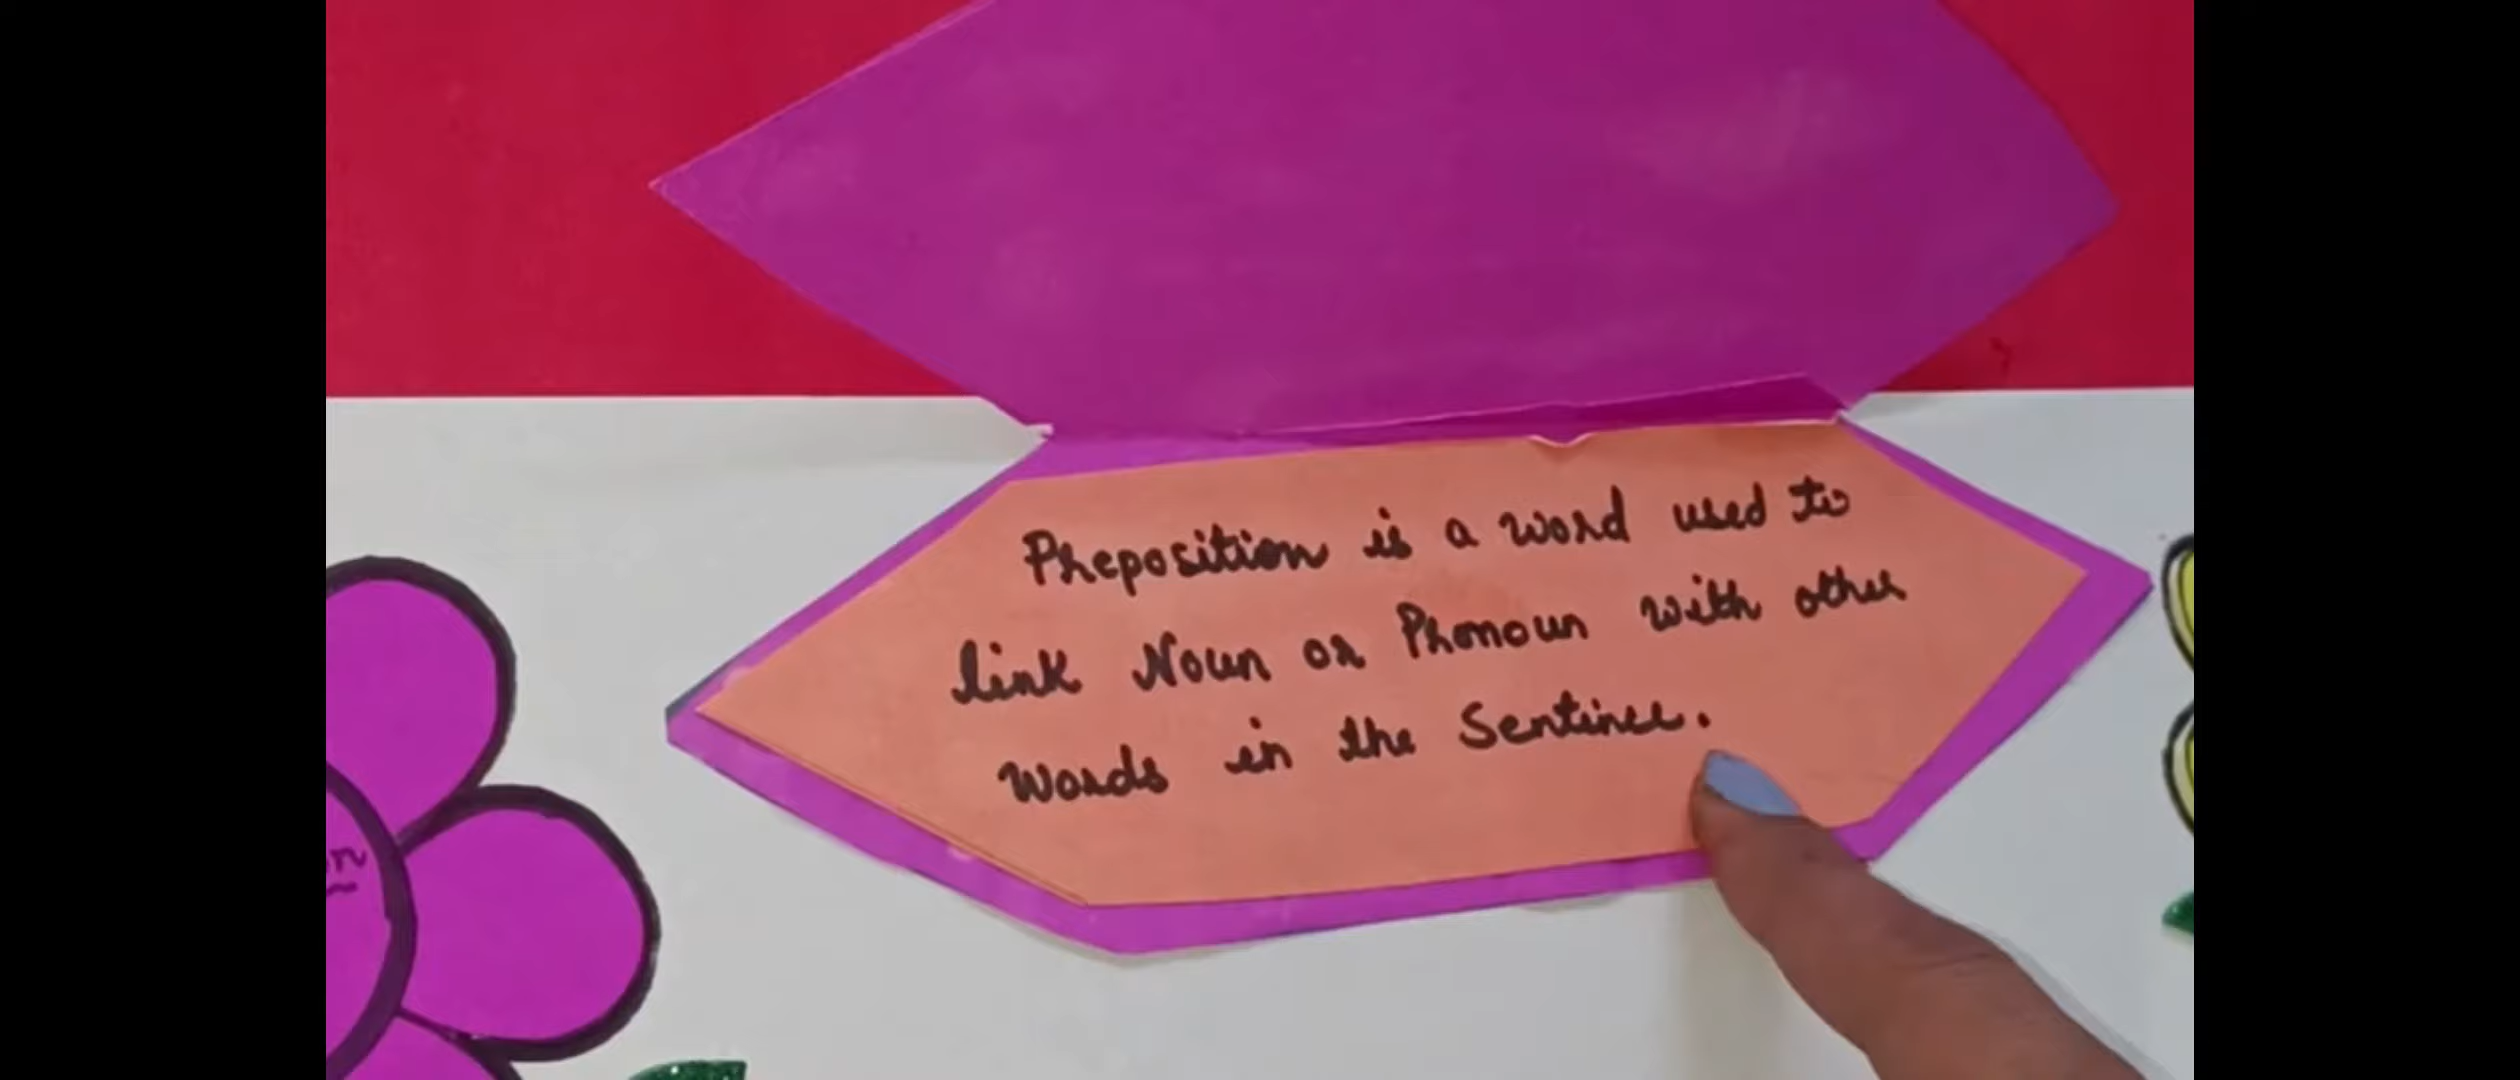 Preposition is a word used to
link Noun or Pronoun with other
Words in the Sentence.